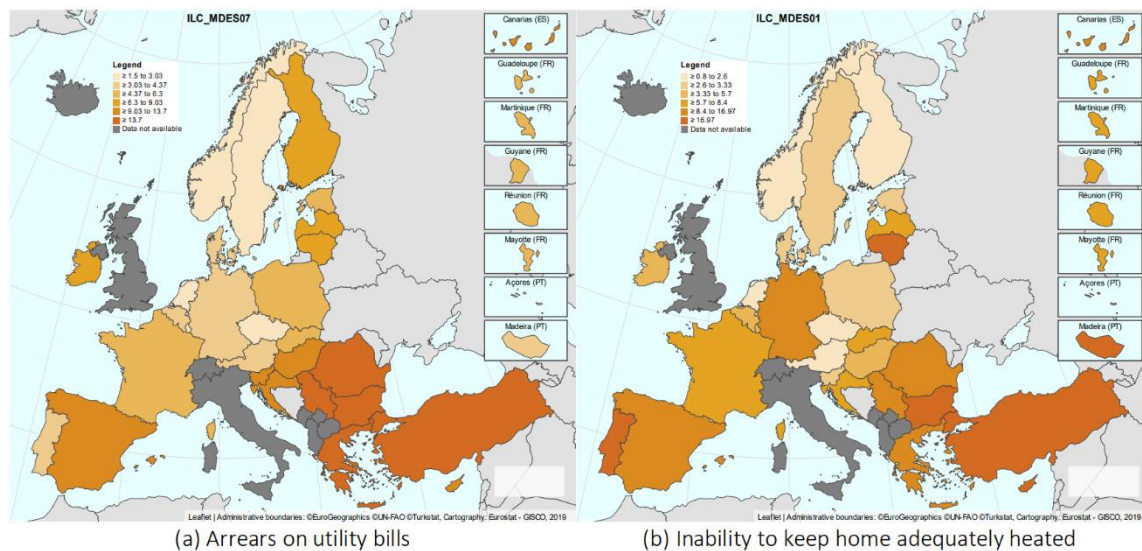 ILC_MDES07
Legend
≥ 1.5 to 3.03
≥ 3.03 to 4.37
≥ 4.37 to 6.3
≥ 6.3 to 9.03
≥ 9.03 to 13.7
≥ 13.7
Data not available
Canarias (ES)
Guadeloupe (FR)
Martinique (FR)
Guyane (FR)
Réunion (FR)
Mayotte (FR)
Açores (PT)
Madeira (PT)
Leaflet | Administrative boundaries: ©EuroGeographics ©UN-FAO ©Turkstat, Cartography: Eurostat - GISCO, 2019
(a) Arrears on utility bills
ILC_MDES01
Legend
≥ 0.8 to 2.6
≥ 2.6 to 3.33
≥ 3.33 to 5.7
≥ 5.7 to 8.4
≥ 8.4 to 16.97
≥ 16.97
Data not available
Canarias (ES)
Guadeloupe (FR)
Martinique (FR)
Guyane (FR)
Réunion (FR)
Mayotte (FR)
Açores (PT)
Madeira (PT)
Leaflet | Administrative boundaries: ©EuroGeographics ©UN-FAO ©Turkstat, Cartography: Eurostat - GISCO, 2019
(b) Inability to keep home adequately heated